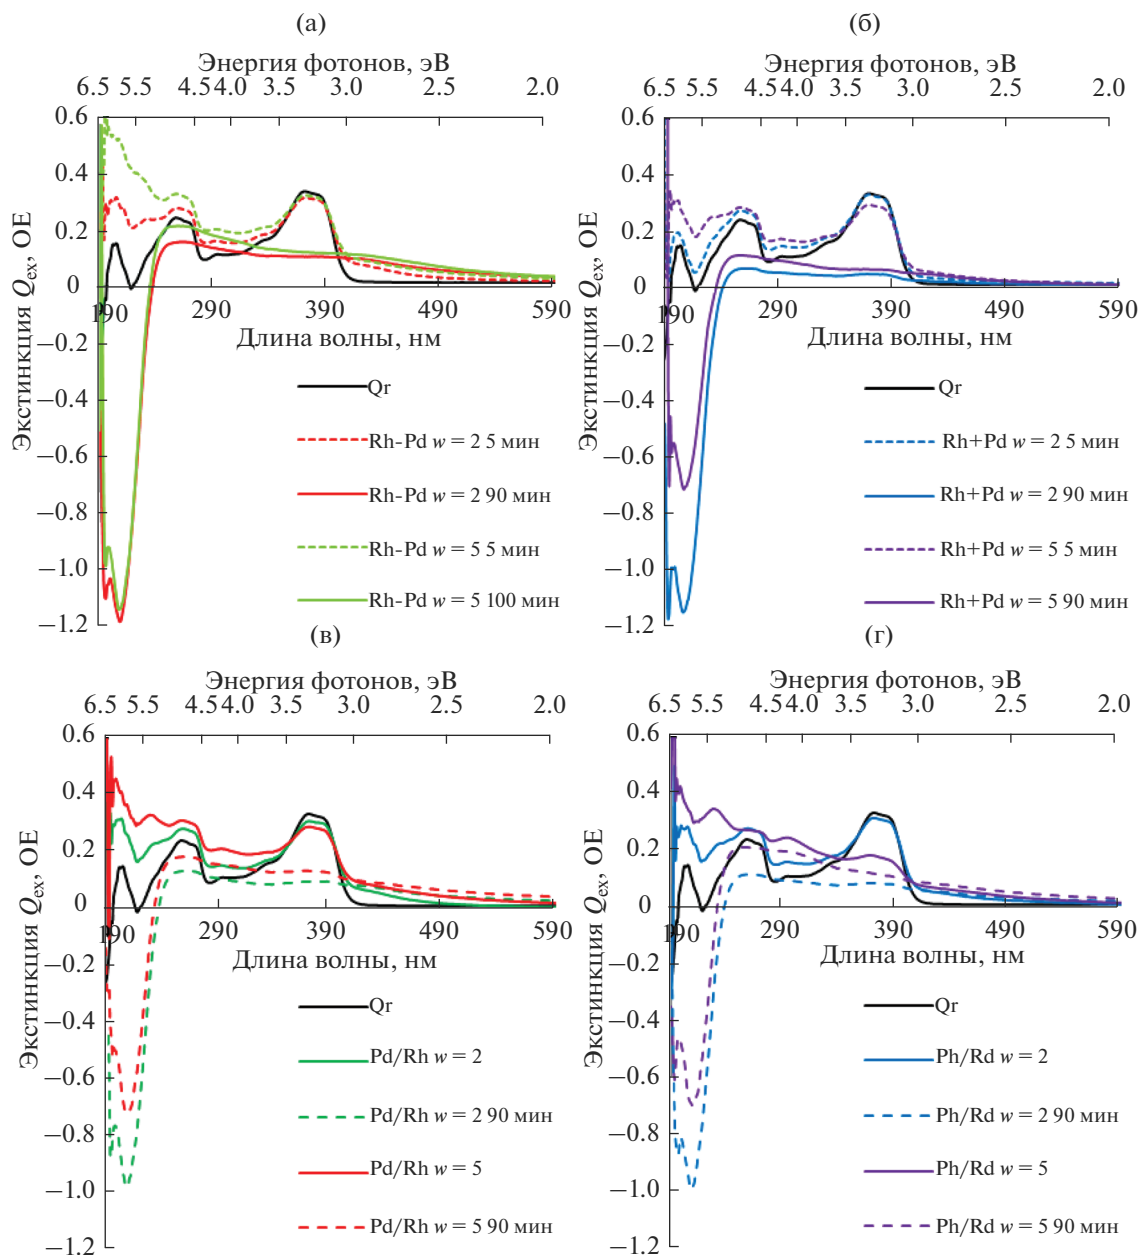 (а)
Энергия фотонов, эВ
6.5 5.5 4.5 4.0 3.5 3.0 2.5 2.0
0.6
0.4
0.2
0
−0.2
−0.4
−0.6
−0.8
−1.0
−1.2
Экстинкция Qex, ОЕ
190 290 390 490 590
Длина волны, нм
Qr
Rh-Pd w = 2 5 мин
Rh-Pd w = 2 90 мин
Rh-Pd w = 5 5 мин
Rh-Pd w = 5 100 мин
(б)
Энергия фотонов, эВ
6.5 5.5 4.5 4.0 3.5 3.0 2.5 2.0
0.6
0.4
0.2
0
−0.2
−0.4
−0.6
−0.8
−1.0
−1.2
Экстинкция Qex, ОЕ
190 290 390 490 590
Длина волны, нм
Qr
Rh+Pd w = 2 5 мин
Rh+Pd w = 2 90 мин
Rh+Pd w = 5 5 мин
Rh+Pd w = 5 90 мин
(в)
Энергия фотонов, эВ
6.5 5.5 4.5 4.0 3.5 3.0 2.5 2.0
0.6
0.4
0.2
0
−0.2
−0.4
−0.6
−0.8
−1.0
−1.2
Экстинкция Qex, ОЕ
190 290 390 490 590
Длина волны, нм
Qr
Pd/Rh w = 2
Pd/Rh w = 2 90 мин
Pd/Rh w = 5
Pd/Rh w = 5 90 мин
(г)
Энергия фотонов, эВ
6.5 5.5 4.5 4.0 3.5 3.0 2.5 2.0
0.6
0.4
0.2
0
−0.2
−0.4
−0.6
−0.8
−1.0
−1.2
Экстинкция Qex, ОЕ
190 290 390 490 590
Длина волны, нм
Qr
Ph/Rd w = 2
Ph/Rd w = 2 90 мин
Ph/Rd w = 5
Ph/Rd w = 5 90 мин